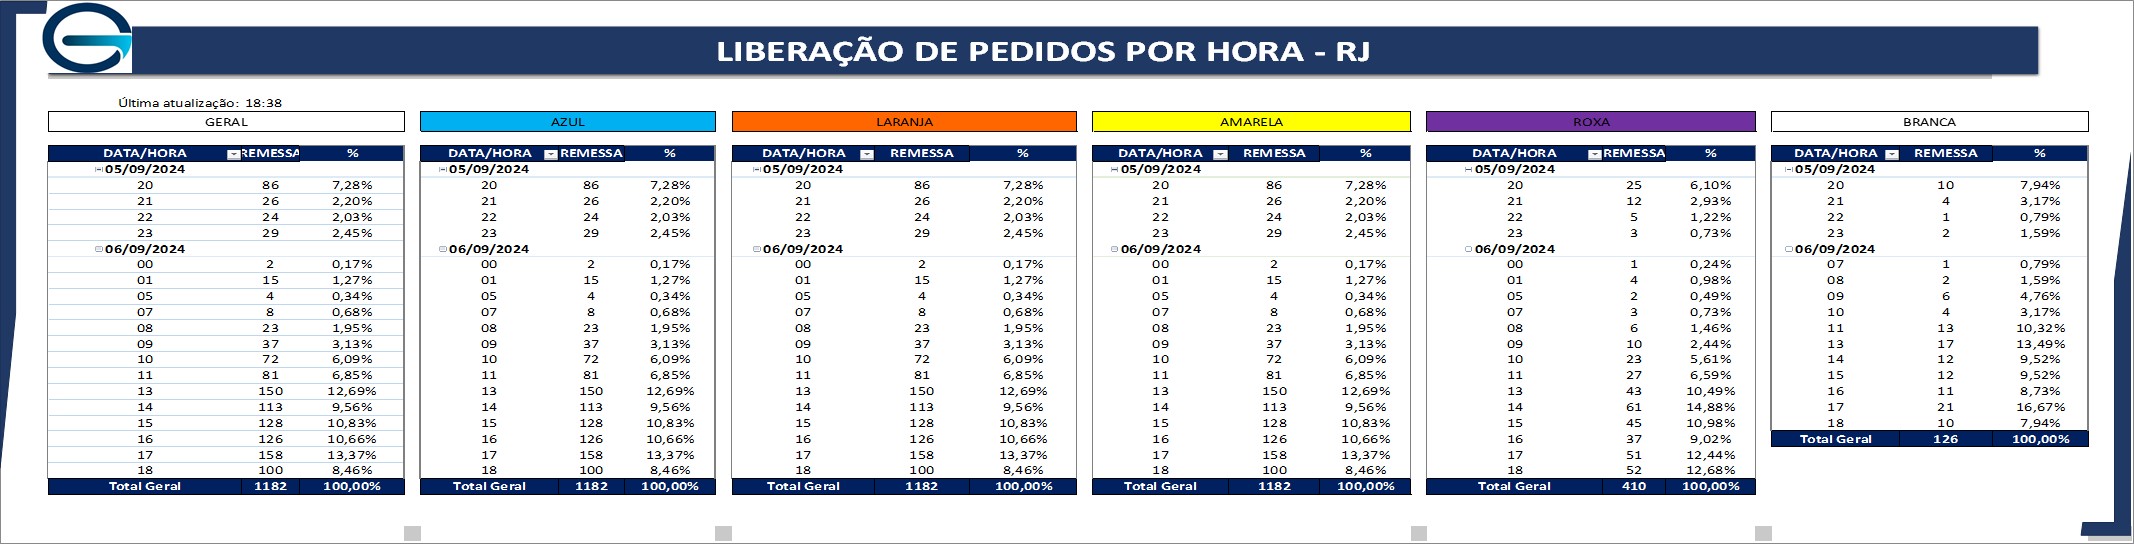 LIBERAÇÃO DE PEDIDOS POR HORA - RJ
Última atualização: 18:38
GERAL AZUL LARANJA AMARELA ROXA BRANCA
DATA/HORA REMESSA % DATA/HORA REMESSA % DATA/HORA REMESSA % DATA/HORA REMESSA % DATA/HORA REMESSA % DATA/HORA REMESSA %
05/09/2024 05/09/2024 05/09/2024 05/09/2024 05/09/2024 05/09/2024
20 86 7,28% 20 86 7,28% 20 86 7,28% 20 86 7,28% 20 25 6,10% 20 10 7,94%
21 26 2,20% 21 26 2,20% 21 26 2,20% 21 26 2,20% 21 12 2,93% 21 4 3,17%
22 24 2,03% 22 24 2,03% 22 24 2,03% 22 24 2,03% 22 5 1,22% 22 1 0,79%
23 29 2,45% 23 29 2,45% 23 29 2,45% 23 29 2,45% 23 3 0,73% 23 2 1,59%
06/09/2024 06/09/2024 06/09/2024 06/09/2024 06/09/2024 06/09/2024
00 2 0,17% 00 2 0,17% 00 2 0,17% 00 2 0,17% 00 1 0,24% 07 1 0,79%
01 15 1,27% 01 15 1,27% 01 15 1,27% 01 15 1,27% 01 4 0,98% 08 2 1,59%
05 4 0,34% 05 4 0,34% 05 4 0,34% 05 4 0,34% 05 2 0,49% 09 6 4,76%
07 8 0,68% 07 8 0,68% 07 8 0,68% 07 8 0,68% 07 3 0,73% 10 4 3,17%
08 23 1,95% 08 23 1,95% 08 23 1,95% 08 23 1,95% 08 6 1,46% 11 13 10,32%
09 37 3,13% 09 37 3,13% 09 37 3,13% 09 37 3,13% 09 10 2,44% 13 17 13,49%
10 72 6,09% 10 72 6,09% 10 72 6,09% 10 72 6,09% 10 23 5,61% 14 12 9,52%
11 81 6,85% 11 81 6,85% 11 81 6,85% 11 81 6,85% 11 27 6,59% 15 12 9,52%
13 150 12,69% 13 150 12,69% 13 150 12,69% 13 150 12,69% 13 43 10,49% 16 11 8,73%
14 113 9,56% 14 113 9,56% 14 113 9,56% 14 113 9,56% 14 61 14,88% 17 21 16,67%
15 128 10,83% 15 128 10,83% 15 128 10,83% 15 128 10,83% 15 45 10,98% 18 10 7,94%
16 126 10,66% 16 126 10,66% 16 126 10,66% 16 126 10,66% 16 37 9,02% Total Geral 126 100,00%
17 158 13,37% 17 158 13,37% 17 158 13,37% 17 158 13,37% 17 51 12,44%
18 100 8,46% 18 100 8,46% 18 100 8,46% 18 100 8,46% 18 52 12,68%
Total Geral 1182 100,00% Total Geral 1182 100,00% Total Geral 1182 100,00% Total Geral 1182 100,00% Total Geral 410 100,00%